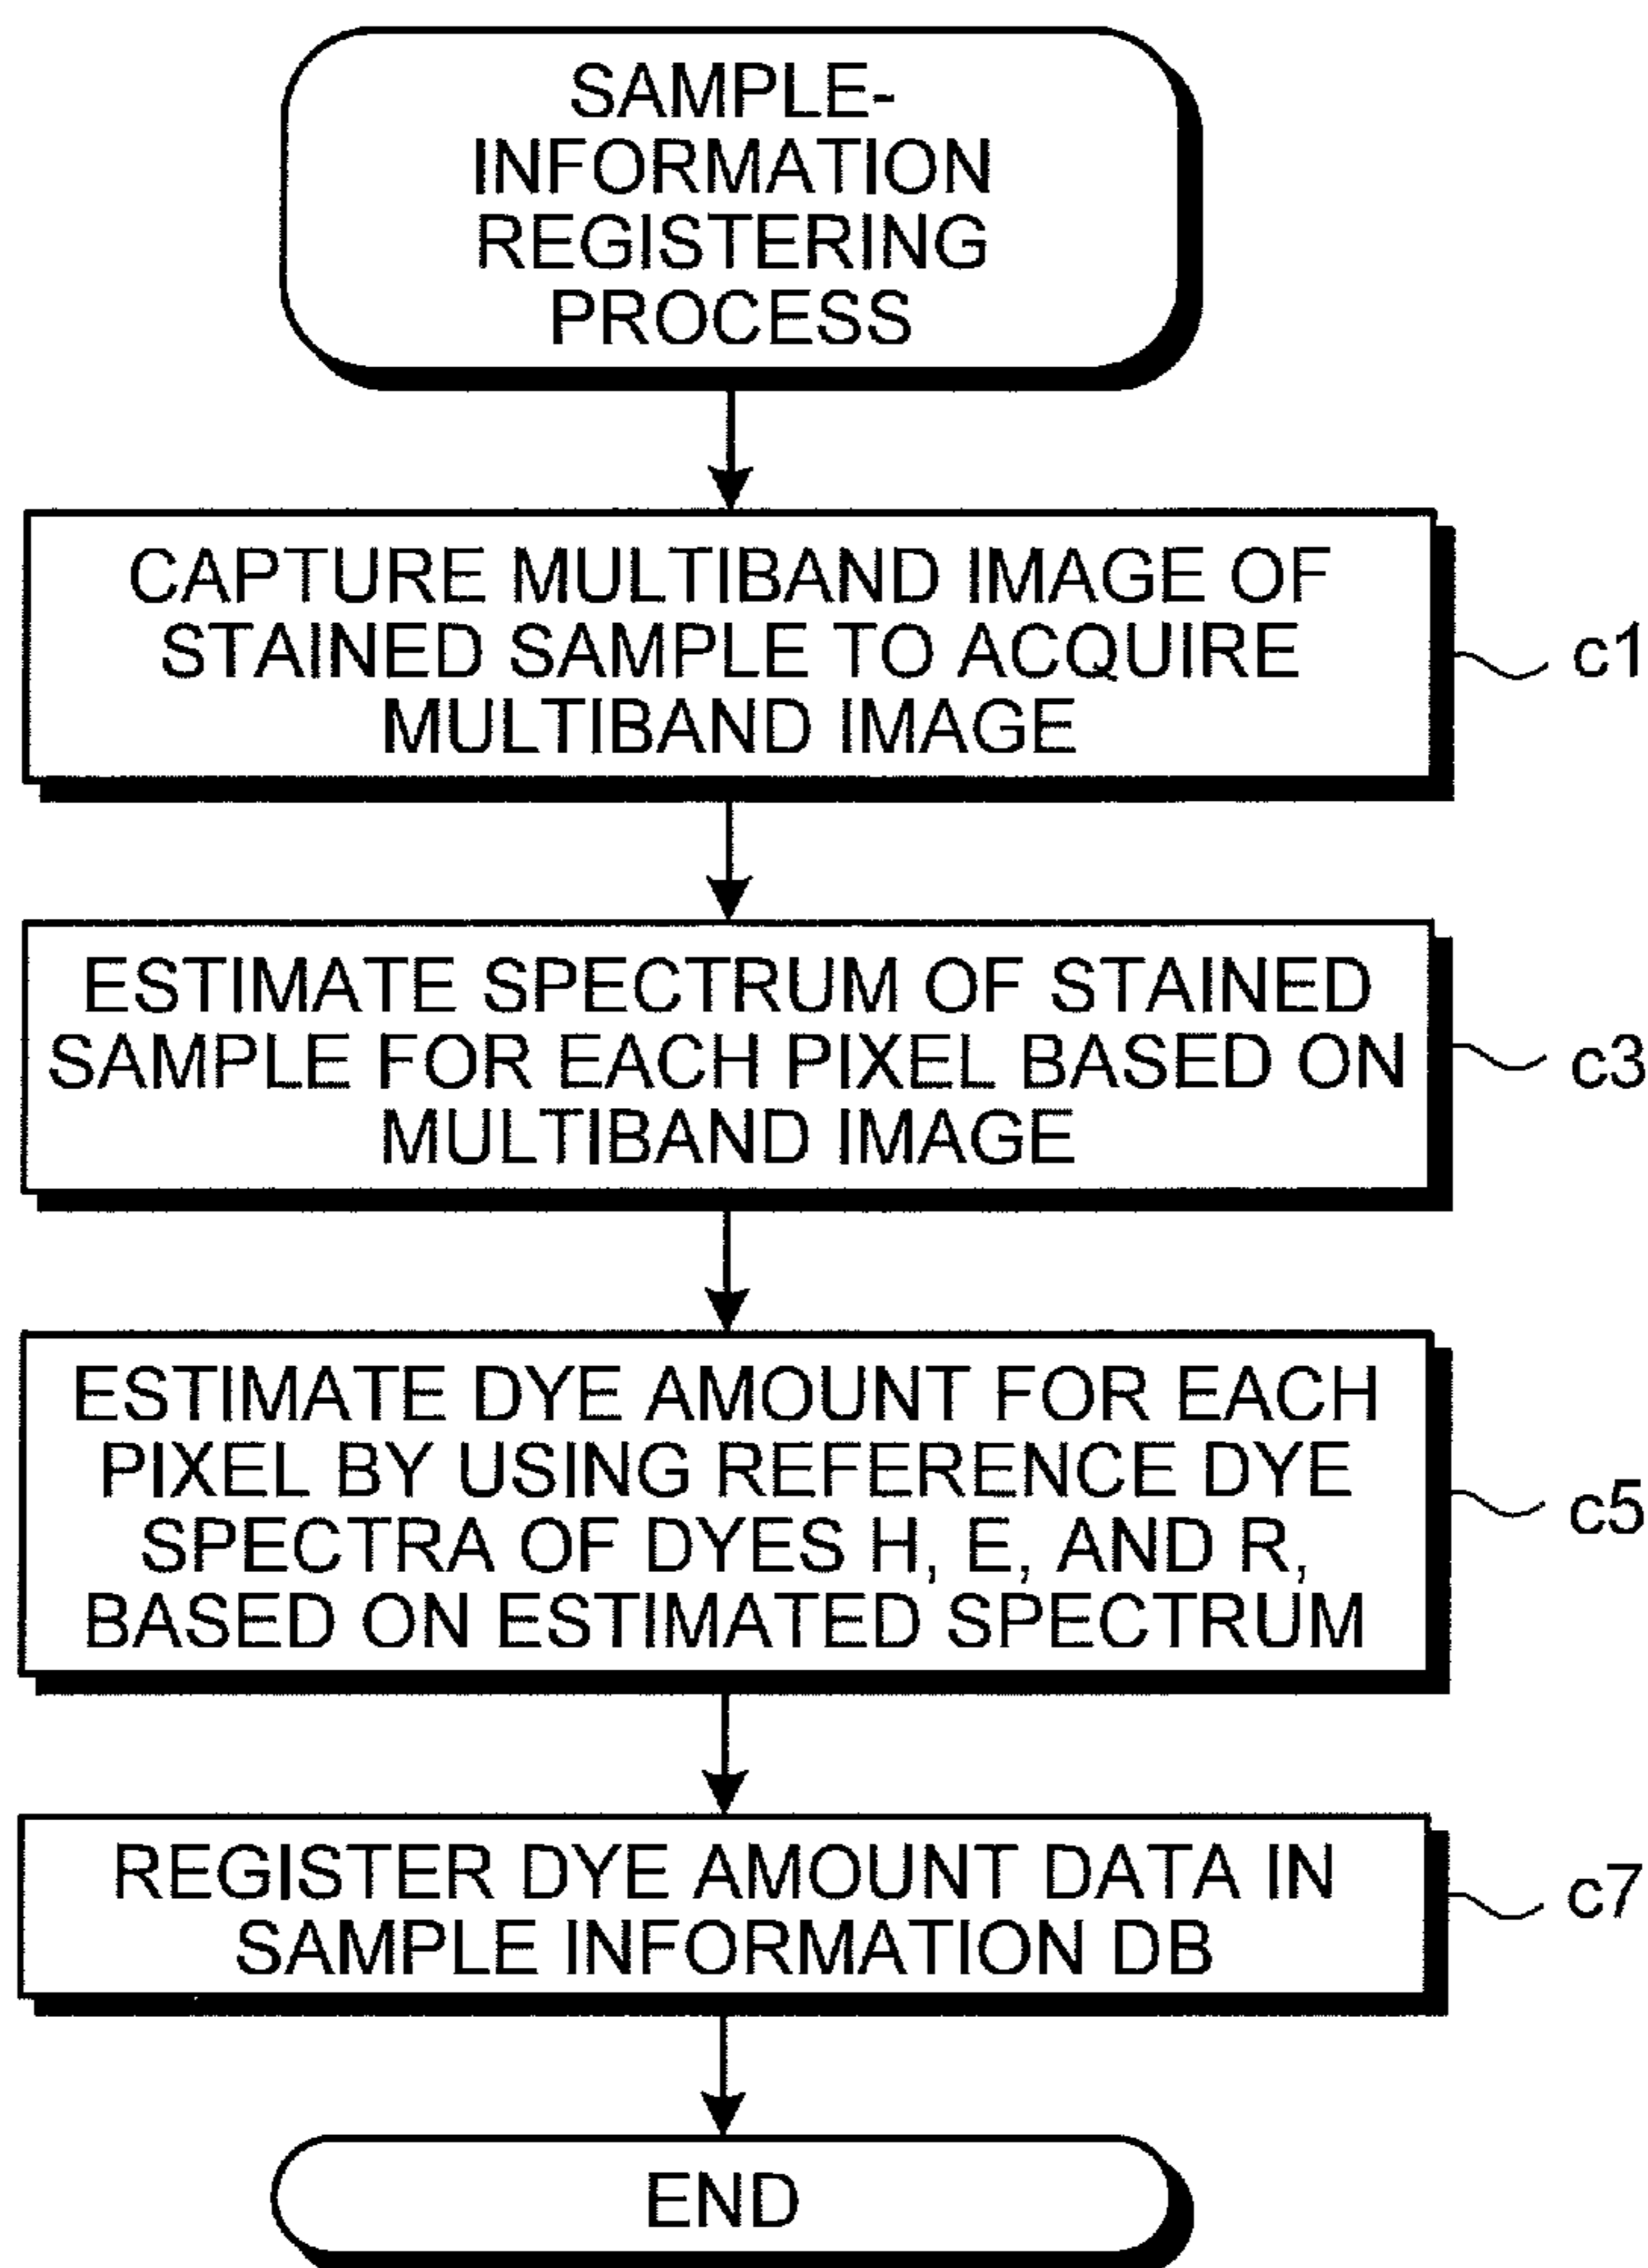 SAMPLE-
INFORMATION
REGISTERING
PROCESS
CAPTURE MULTIBAND IMAGE OF
STAINED SAMPLE TO ACQUIRE
MULTIBAND IMAGE
c1
ESTIMATE SPECTRUM OF STAINED
SAMPLE FOR EACH PIXEL BASED ON
MULTIBAND IMAGE
c3
ESTIMATE DYE AMOUNT FOR EACH
PIXEL BY USING REFERENCE DYE
SPECTRA OF DYES H, E, AND R,
BASED ON ESTIMATED SPECTRUM
c5
REGISTER DYE AMOUNT DATA IN
SAMPLE INFORMATION DB
c7
END